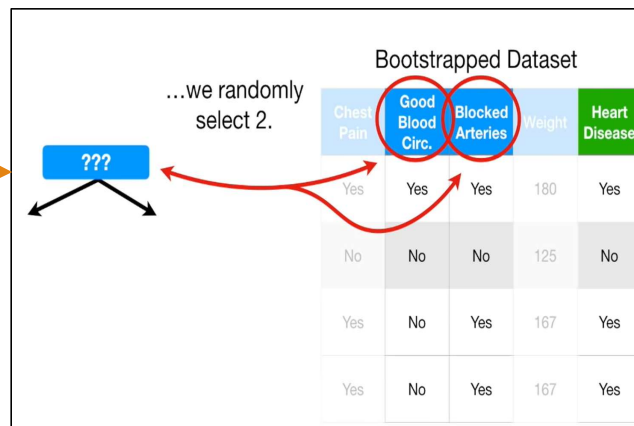 Bootstrapped Dataset
...we randomly
select 2.
???
Chest Pain Good Blood Circ. Blocked Arteries Weight Heart Disease
Yes Yes Yes 180 Yes
No No No 125 No
Yes No Yes 167 Yes
Yes No Yes 167 Yes